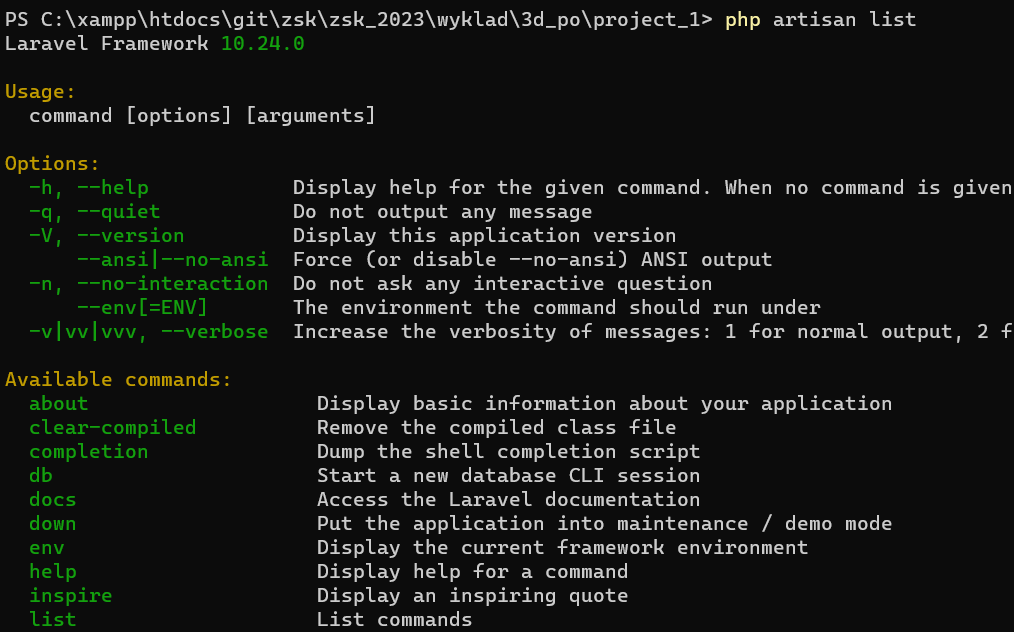 PS C:\xampp\htdocs\git\zsk\zsk_2023\wyklad\3d_po\project_1> php artisan list
Laravel Framework 10.24.0
Usage:
command [options] [arguments]
Options:
-h, --help Display help for the given command. When no command is given
-q, --quiet Do not output any message
-V, --version Display this application version
--ansi|--no-ansi Force (or disable --no-ansi) ANSI output
-n, --no-interaction Do not ask any interactive question
--env[=ENV] The environment the command should run under
-v|vv|vvv, --verbose Increase the verbosity of messages: 1 for normal output, 2 f
Available commands:
about Display basic information about your application
clear-compiled Remove the compiled class file
completion Dump the shell completion script
db Start a new database CLI session
docs Access the Laravel documentation
down Put the application into maintenance / demo mode
env Display the current framework environment
help Display help for a command
inspire Display an inspiring quote
list List commands